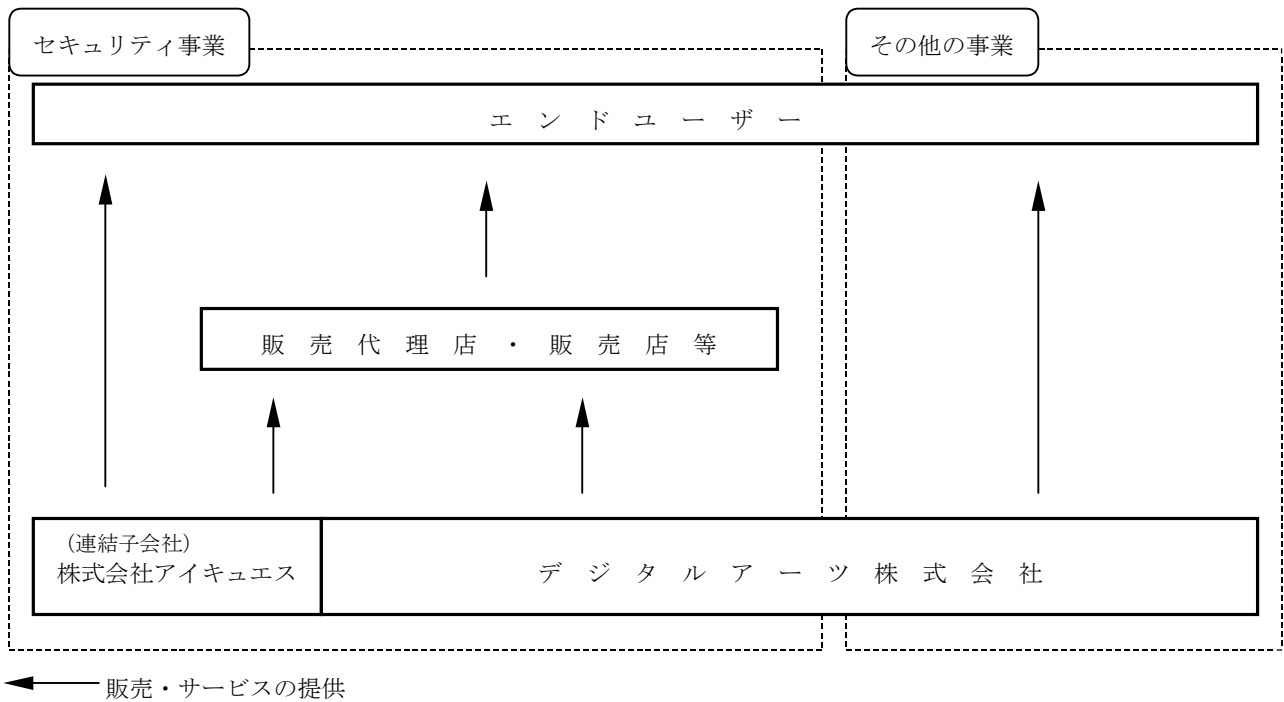 セキュリティ事業
その他の事業
エンドユーザー
販売代理店・販売店等
（連結子会社）
株式会社アイキュエス
デジタルアーツ株式会社
販売・サービスの提供